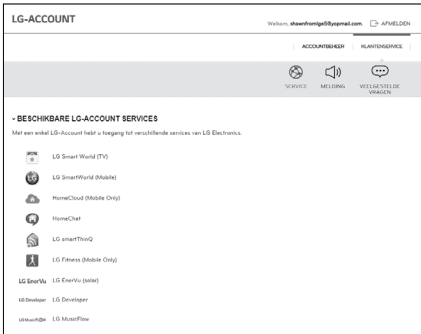 LG-ACCOUNT
Welkom, shawnfromlge5@yopmail.com. AFMELDEN
ACCOUNTBEHEER KLANTENSERVICE
SERVICE MELDING VEELGESTELDE VRAGEN
BESCHIKBARE LG-ACCOUNT SERVICES
Met een enkel LG-Account hebt u toegang tot verschillende services van LG Electronics.
LG Smart World (TV)
LG SmartWorld (Mobile)
HomeCloud (Mobile Only)
HomeChat
LG smartThinQ
LG Fitness (Mobile Only)
LG EnerVu LG EnerVu (solar)
LG Developer LG Developer
LG MusicFlow LG MusicFlow